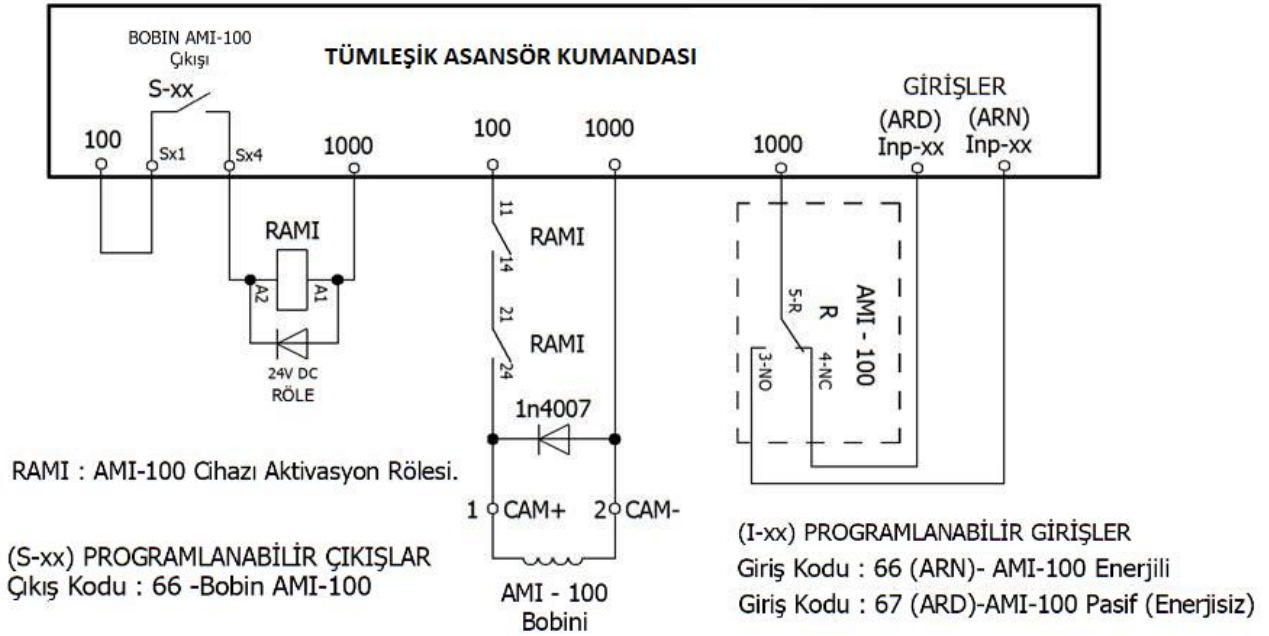 BOBIN AMI-100
Çıkışı
TÜMLEŞİK ASANSÖR KUMANDASI
S-xx
GİRİŞLER
(ARD) (ARN)
Inp-xx Inp-xx
100
Sx1
Sx4
1000
100
1000
1000
RAMI
A2
A1
24V DC
RÖLE
11
RAMI
14
21
RAMI
24
1n4007
5-R
R
AMI - 100
3-NO
4-NC
RAMI : AMI-100 Cihazı Aktivasyon Rölesi.
1 CAM+ 2 CAM-
AMI - 100
Bobini
(S-xx) PROGRAMLANABİLİR ÇIKIŞLAR
Çıkış Kodu : 66 -Bobin AMI-100
(I-xx) PROGRAMLANABİLİR GİRİŞLER
Giriş Kodu : 66 (ARN)- AMI-100 Enerjili
Giriş Kodu : 67 (ARD)-AMI-100 Pasif (Enerjisiz)